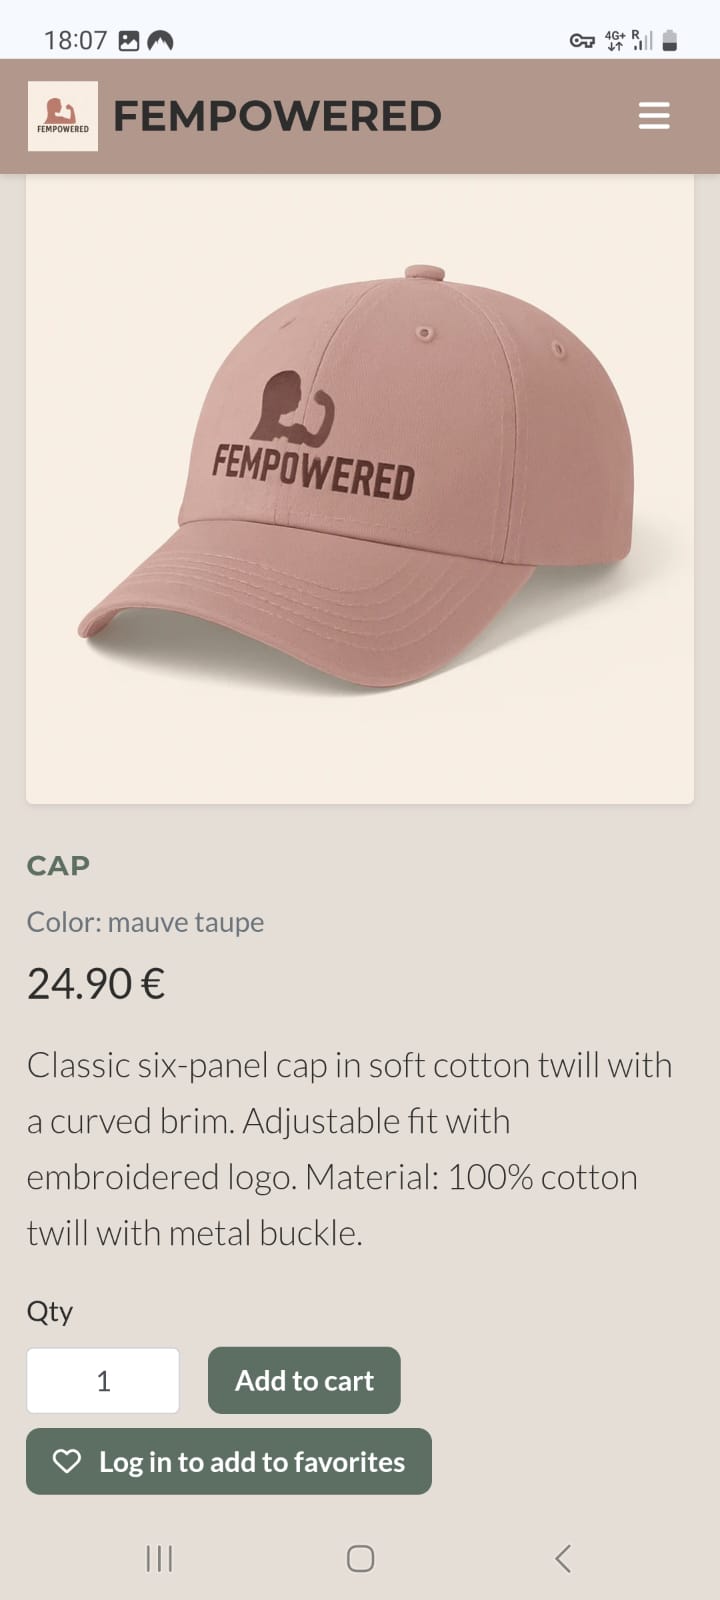 18:07
4G+ R
FEMPOWERED
FEMPOWERED
FEMPOWERED
CAP
Color: mauve taupe
24.90 €
Classic six-panel cap in soft cotton twill with
a curved brim. Adjustable fit with
embroidered logo. Material: 100% cotton
twill with metal buckle.
Qty
1
Add to cart
Log in to add to favorites